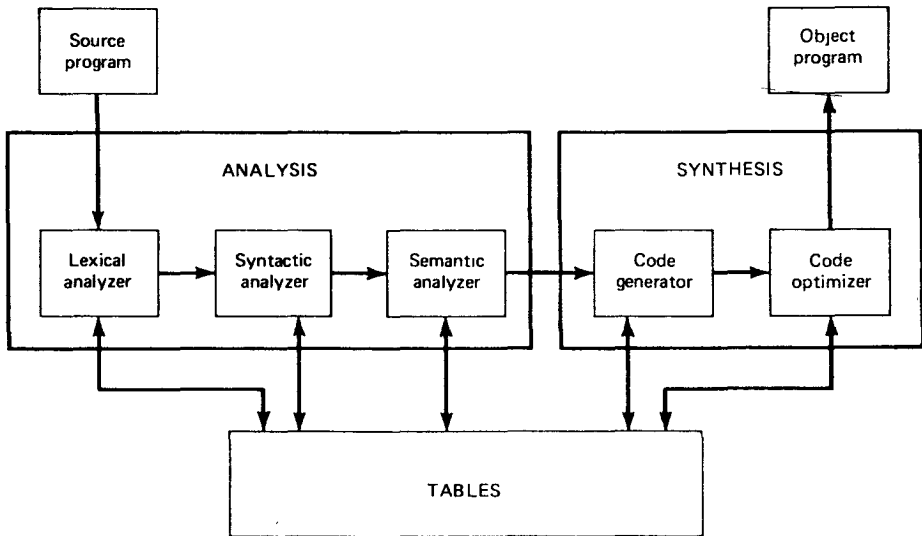 Source
program
Object
program
ANALYSIS
SYNTHESIS
Lexical
analyzer
Syntactic
analyzer
Semantic
analyzer
Code
generator
Code
optimizer
TABLES